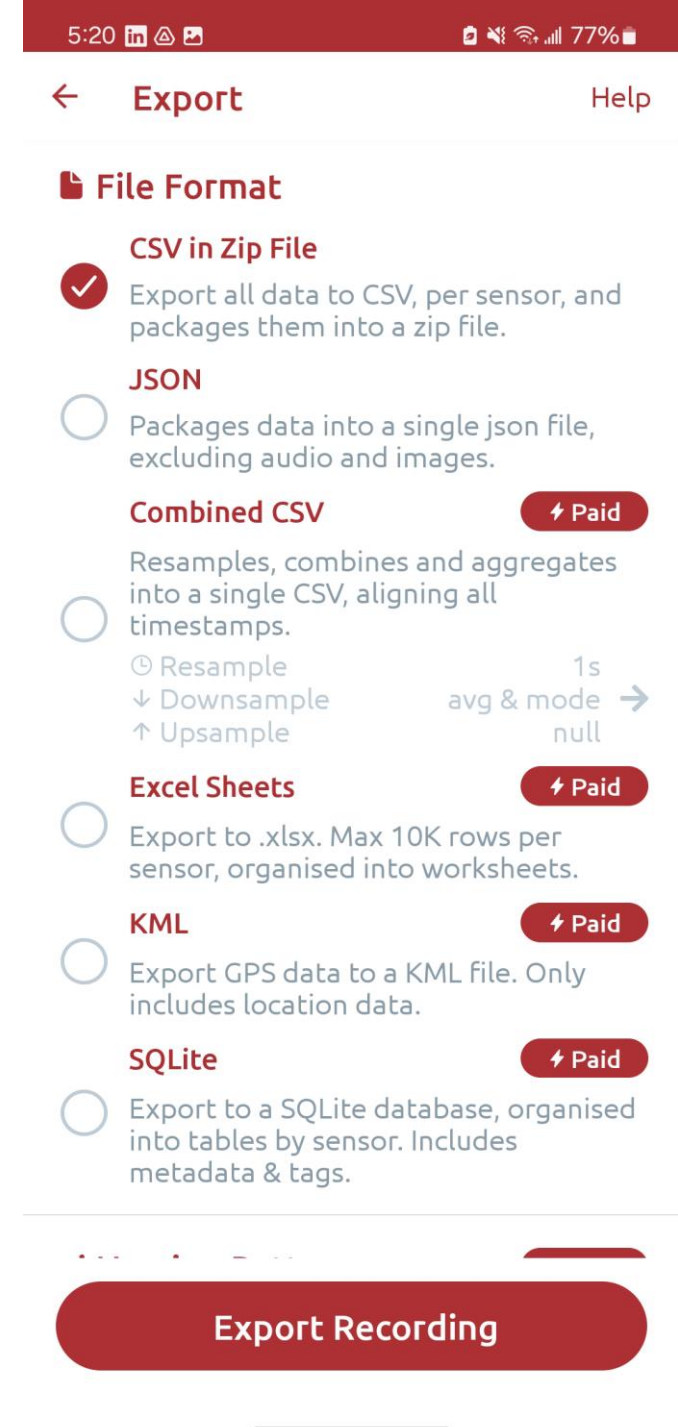 5:20
77%
Export
Help
File Format
CSV in Zip File
Export all data to CSV, per sensor, and
packages them into a zip file.
JSON
Packages data into a single json file,
excluding audio and images.
Combined CSV
Paid
Resamples, combines and aggregates
into a single CSV, aligning all
timestamps.
Resample 1s
Downsample avg & mode
Upsample null
Excel Sheets
Paid
Export to .xlsx. Max 10K rows per
sensor, organised into worksheets.
KML
Paid
Export GPS data to a KML file. Only
includes location data.
SQLite
Paid
Export to a SQLite database, organised
into tables by sensor. Includes
metadata & tags.
Export Recording